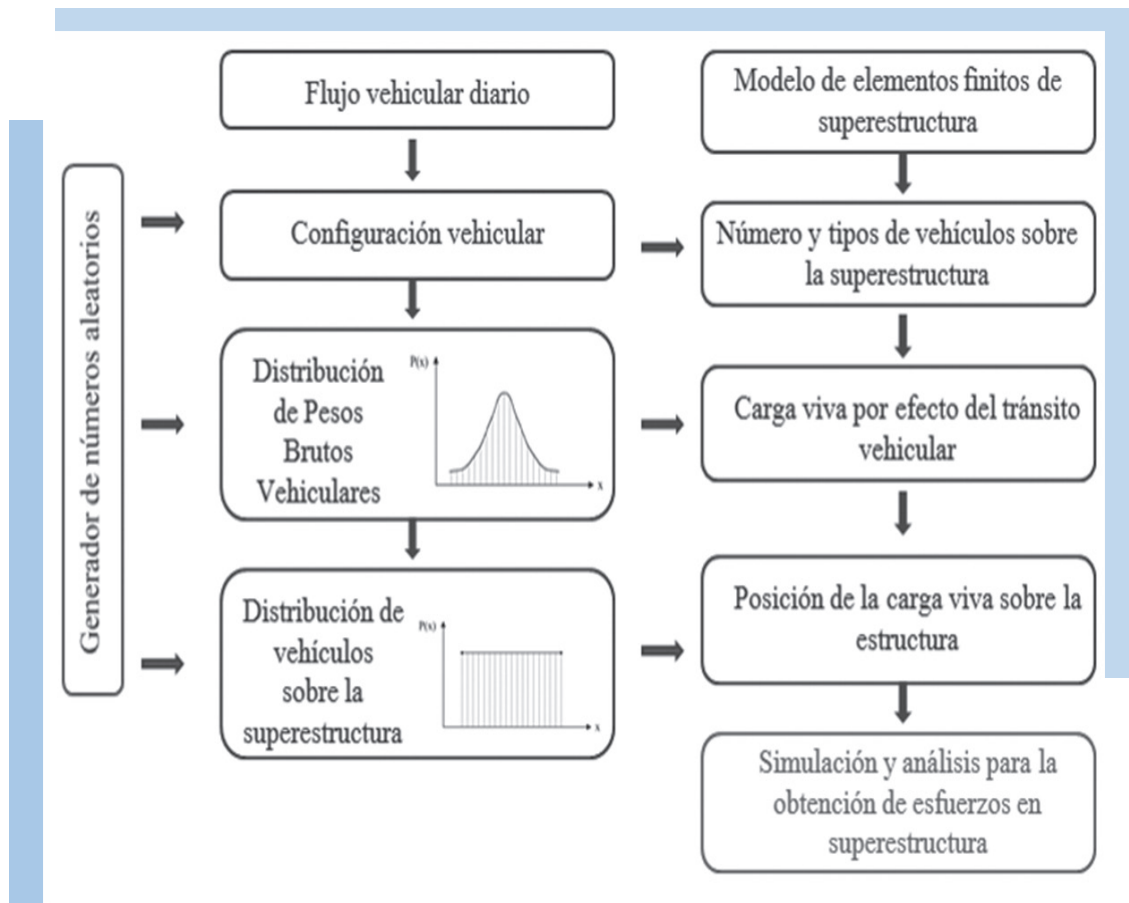 Generador de números aleatorios
Flujo vehicular diario
Configuración vehicular
Distribución
de Pesos
Brutos
Vehiculares
P(x)
x
Distribución de
vehículos
sobre la
superestructura
P(x)
x
Modelo de elementos finitos de
superestructura
Número y tipos de vehículos sobre
la superestructura
Carga viva por efecto del tránsito
vehicular
Posición de la carga viva sobre la
estructura
Simulación y análisis para la
obtención de esfuerzos en
superestructura